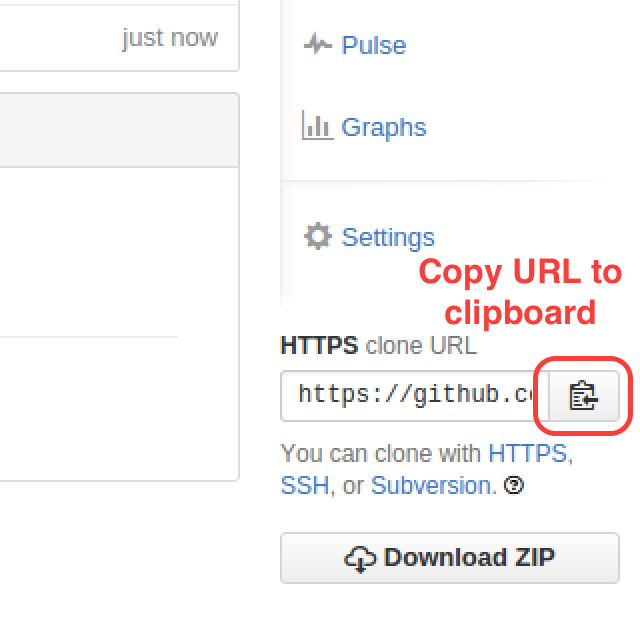 just now
Pulse
Graphs
Settings
Copy URL to
clipboard
HTTPS clone URL
https://github.c
You can clone with HTTPS,
SSH, or Subversion.
Download ZIP